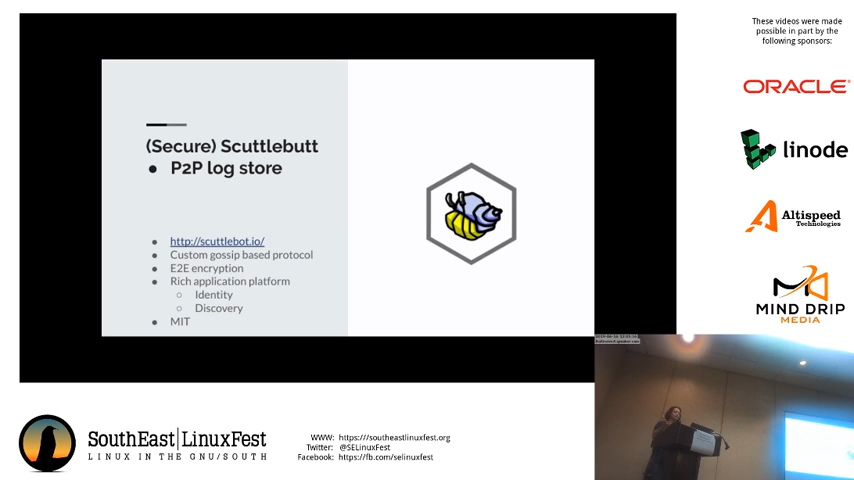 These videos were made
possible in part by the
following sponsors:
ORACLE
linode
Altispeed
Technologies
MIND DRIP
MEDIA
(Secure) Scuttlebutt
● P2P log store
● http://scuttlebot.io/
● Custom gossip based protocol
● E2E encryption
● Rich application platform
○ Identity
○ Discovery
● MIT
SouthEast|LinuxFest
LINUX IN THE GNU/SOUTH
WWW: https:///southeastlinuxfest.org
Twitter: @SELinuxFest
Facebook: https://fb.com/selinuxfest